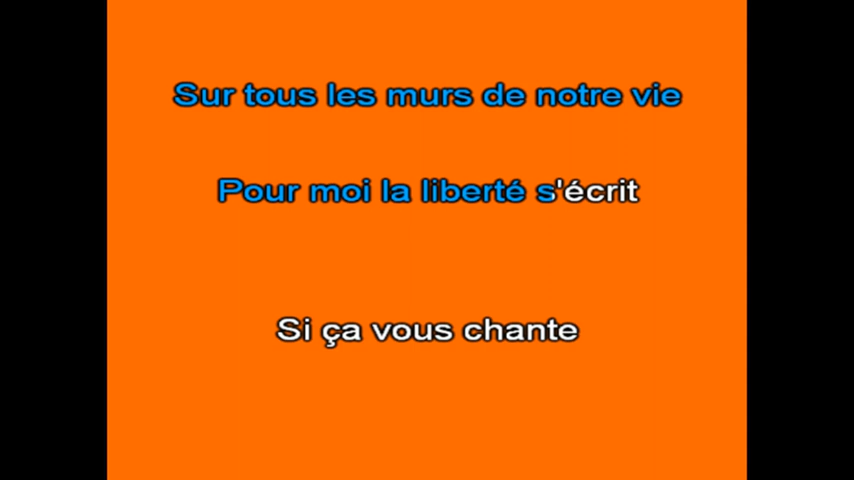 Sur tous les murs de notre vie
Pour moi la liberté s'écrit
Si ça vous chante